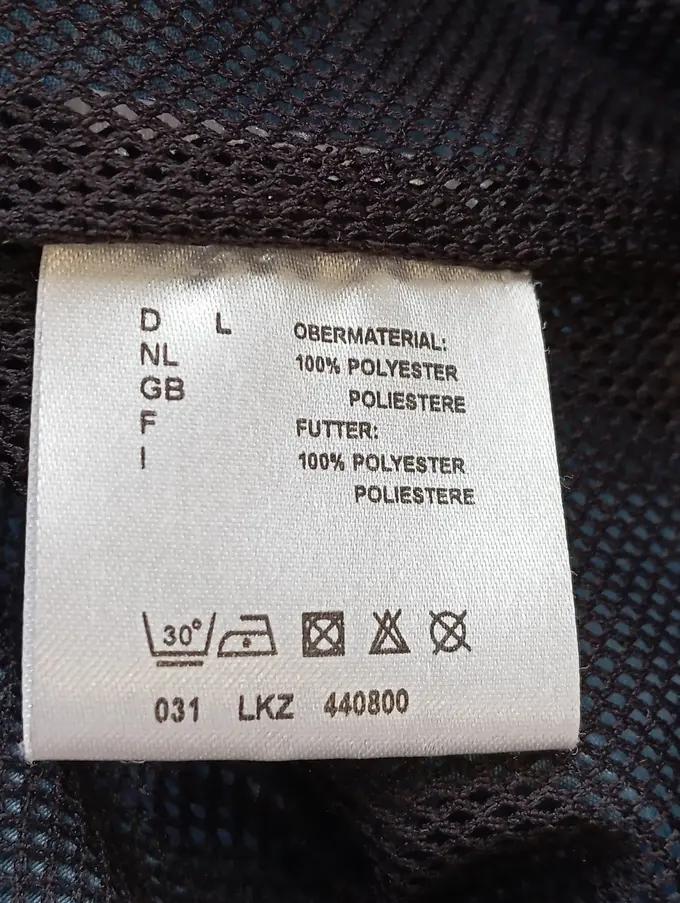 D L
NL
GB
F
I
OBERMATERIAL:
100% POLYESTER
POLIESTERE
FUTTER:
100% POLYESTER
POLIESTERE
30°
031 LKZ 440800